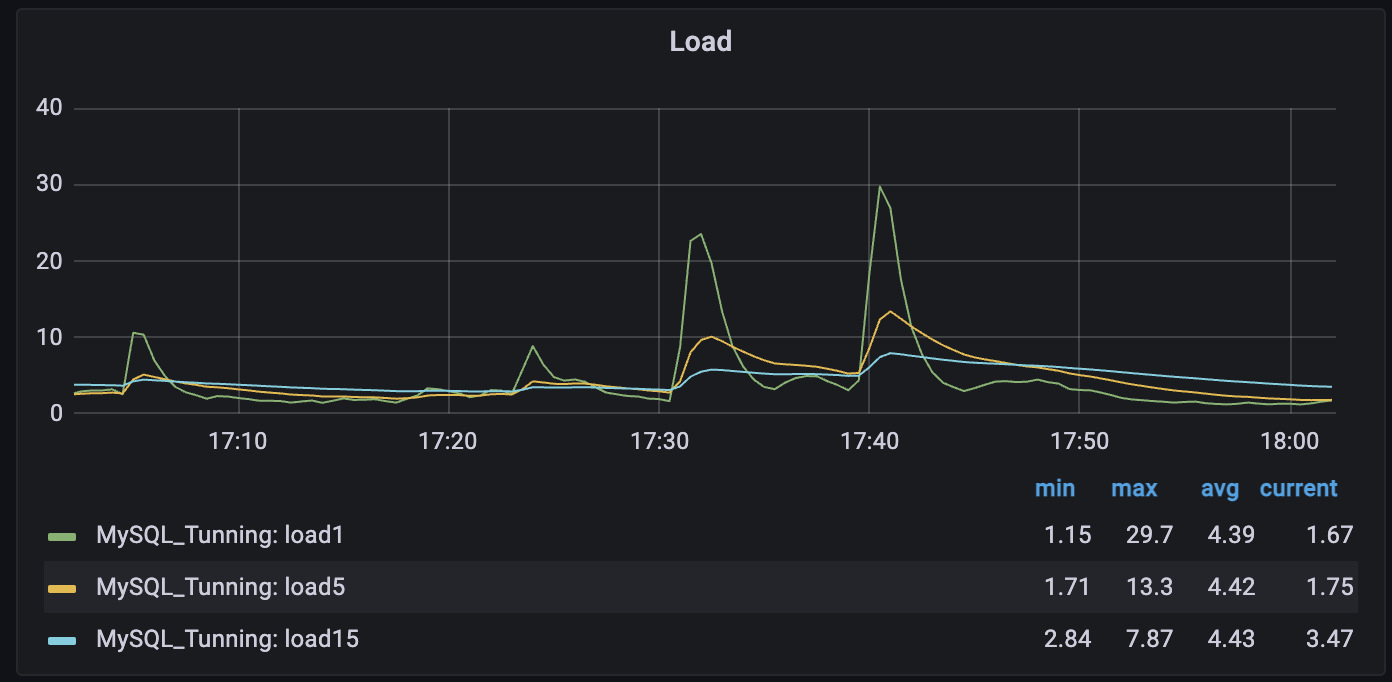 Load
40
30
20
10
0
17:10 17:20 17:30 17:40 17:50 18:00
min max avg current
MySQL_Tunning: load1 1.15 29.7 4.39 1.67
MySQL_Tunning: load5 1.71 13.3 4.42 1.75
MySQL_Tunning: load15 2.84 7.87 4.43 3.47